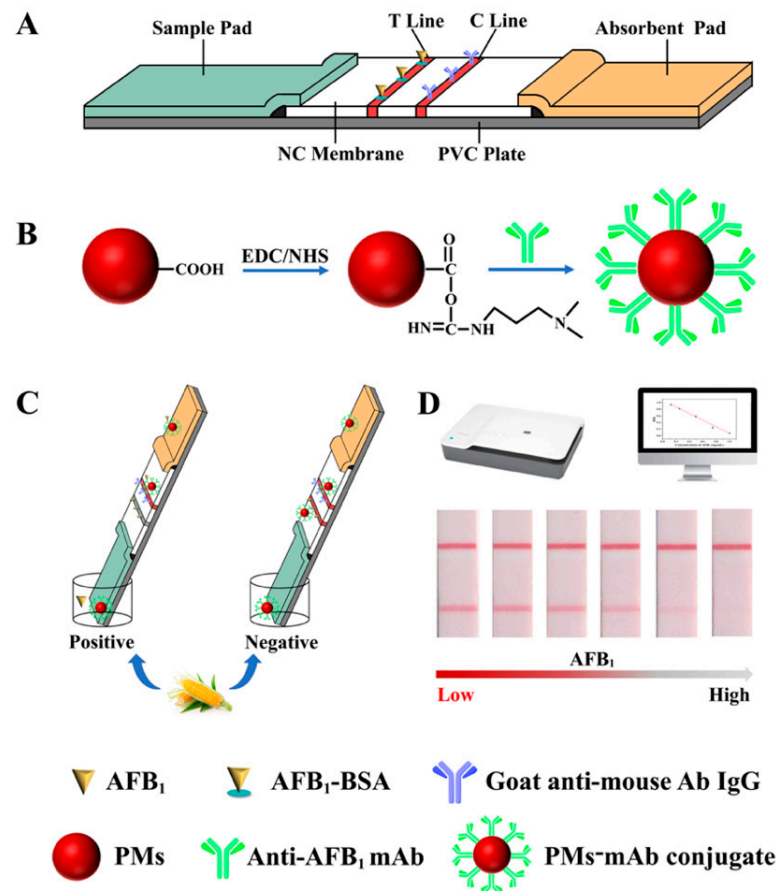 A
T Line
C Line
Sample Pad
Absorbent Pad
NC Membrane
PVC Plate
B
COOH
EDC/NHS
O
C
O
HN=C
NH
N
C
Positive
Negative
D
AFB₁
Low
High
AFB₁
AFB₁-BSA
Goat anti-mouse Ab IgG
PMs
Anti-AFB₁ mAb
PMs-mAb conjugate